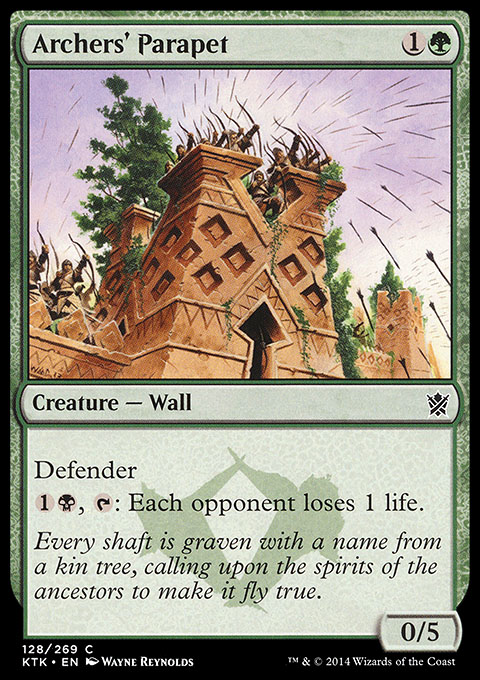 Archers' Parapet 1
Creature — Wall
Defender
1, : Each opponent loses 1 life.
Every shaft is graven with a name from
a kin tree, calling upon the spirits of the
ancestors to make it fly true.
0/5
128/269 C
KTK • EN Wayne Reynolds
™ & © 2014 Wizards of the Coast